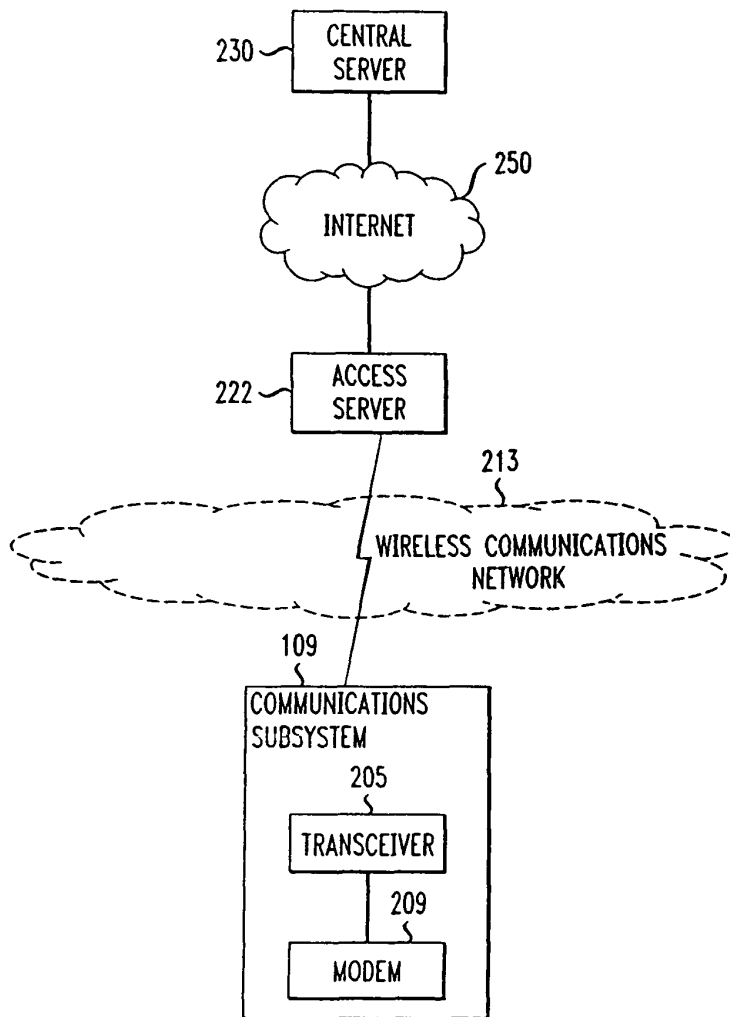 230
CENTRAL
SERVER
250
INTERNET
222
ACCESS
SERVER
213
WIRELESS COMMUNICATIONS
NETWORK
109
COMMUNICATIONS
SUBSYSTEM
205
TRANSCEIVER
209
MODEM